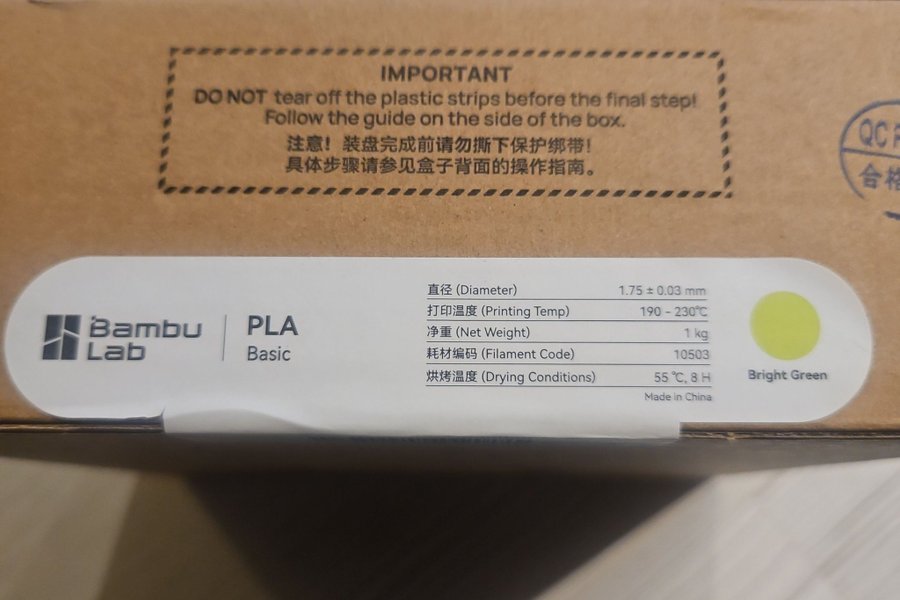 IMPORTANT
DO NOT tear off the plastic strips before the final step!
Follow the guide on the side of the box.
注意！装盘完成前请勿撕下保护绑带！
具体步骤请参见盒子背面的操作指南。
QC
合格
Bambu
Lab
PLA
Basic
直径 (Diameter) 1.75 ± 0.03 mm
打印温度 (Printing Temp) 190 - 230℃
净重 (Net Weight) 1 kg
耗材编码 (Filament Code) 10503
烘烤温度 (Drying Conditions) 55 ℃, 8 H
Made in China
Bright Green